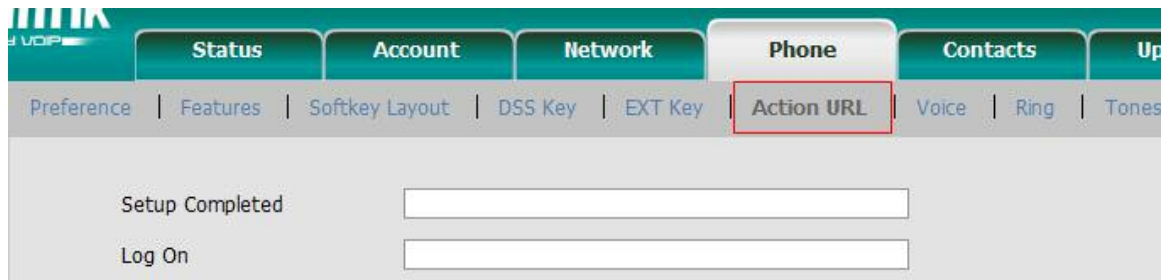 VOIP
Status Account Network Phone Contacts
Preference | Features | Softkey Layout | DSS Key | EXT Key | Action URL | Voice | Ring | Tones
Setup Completed
Log On